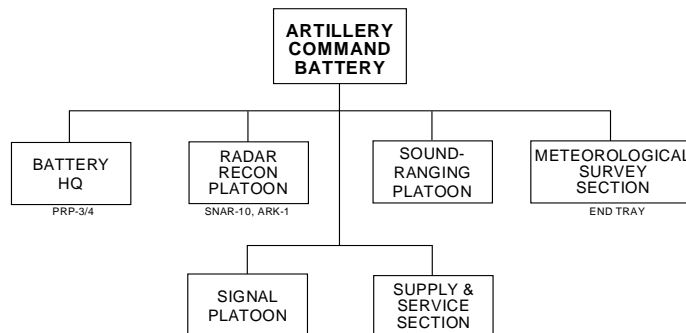 ARTILLERY
COMMAND
BATTERY
BATTERY
HQ
PRP-3/4
RADAR
RECON
PLATOON
SNAR-10, ARK-1
SOUND-
RANGING
PLATOON
METEOROLOGICAL
SURVEY
SECTION
END TRAY
SIGNAL
PLATOON
SUPPLY &
SERVICE
SECTION